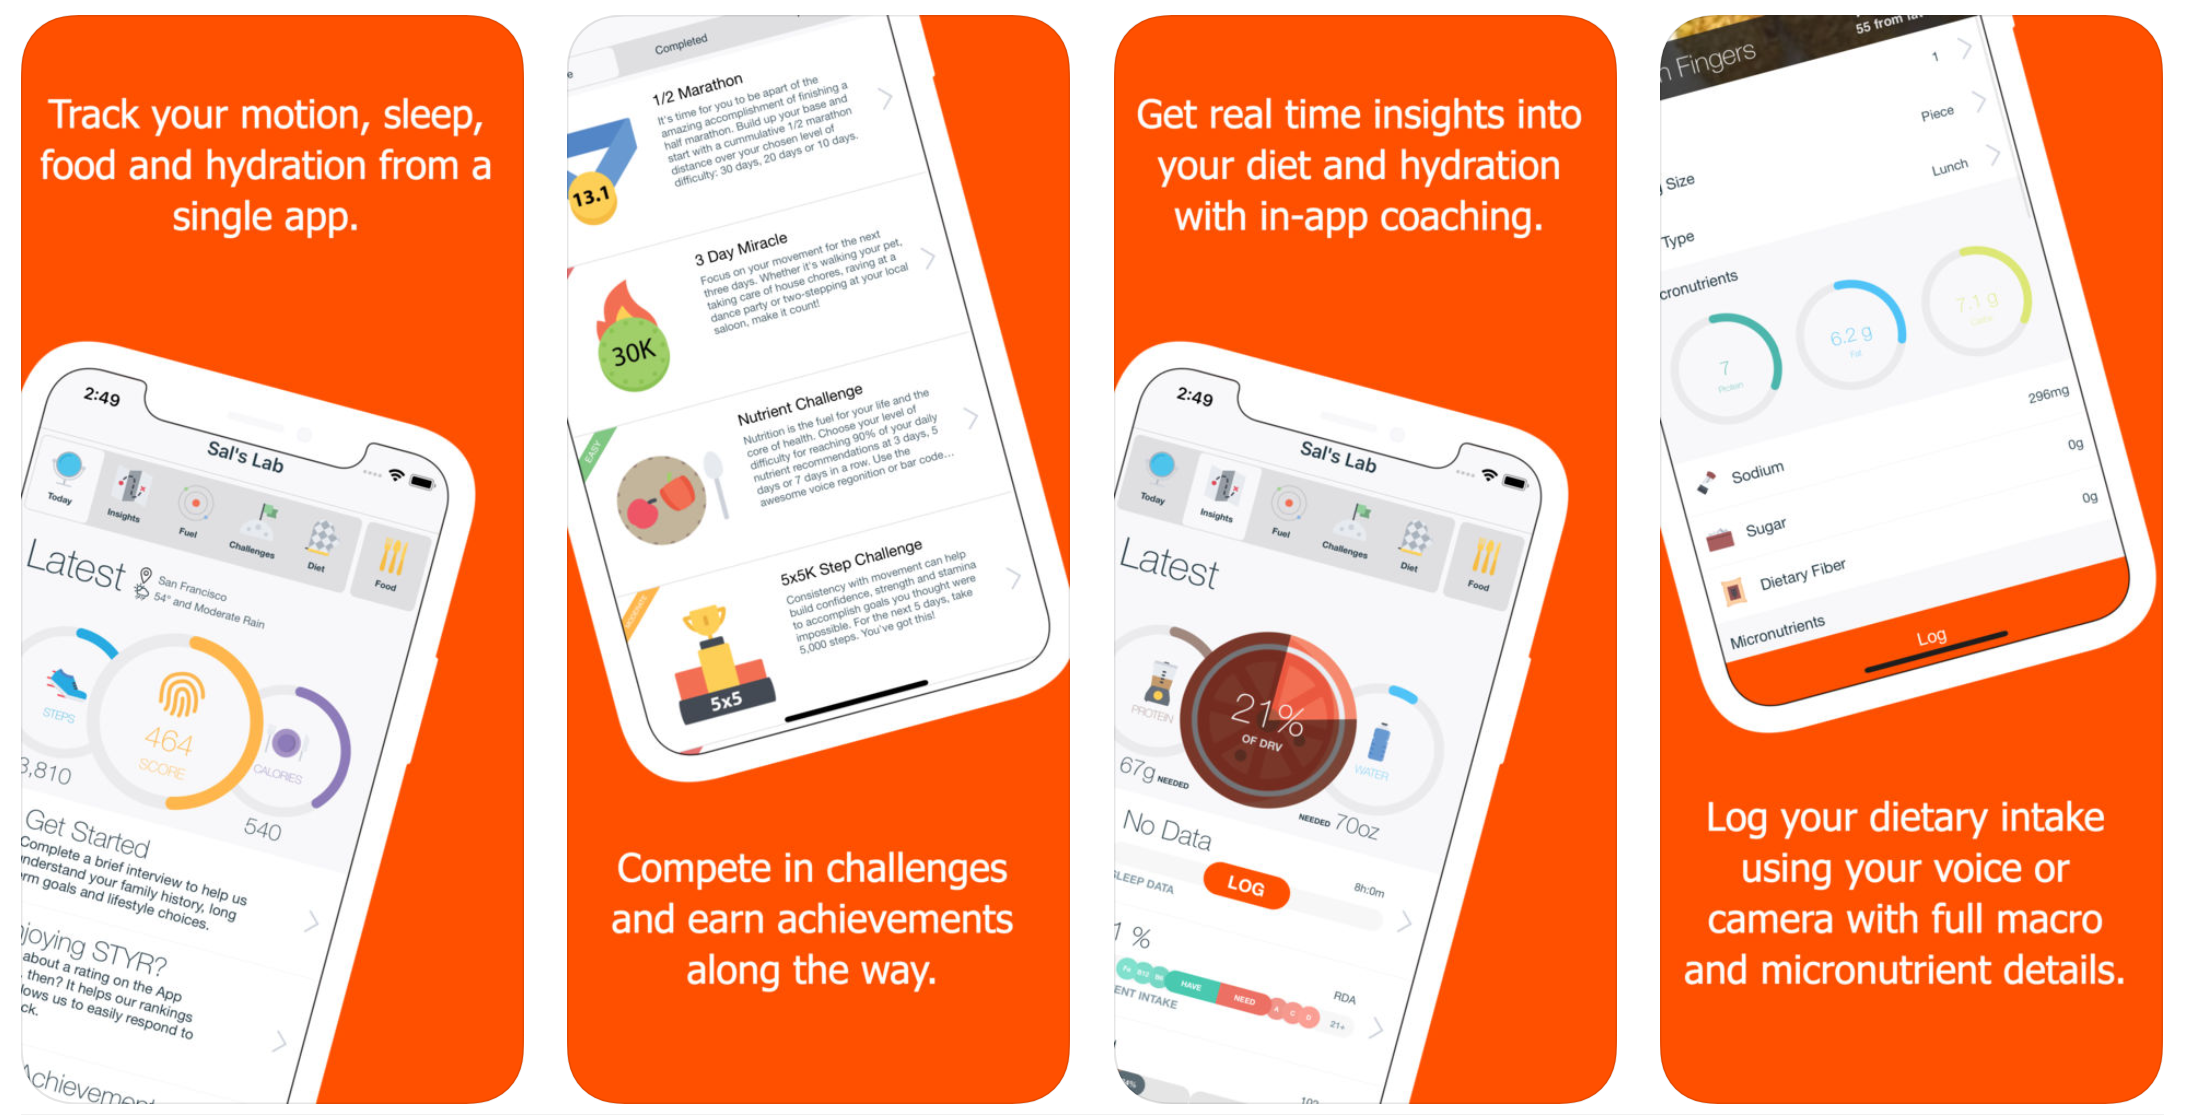 Track your motion, sleep,
food and hydration from a
single app.
2:49
Sal's Lab
Today
Insights
Fuel
Challenges
Diet
Food
Latest
San Francisco
54° and Moderate Rain
STEPS
3,810
464
SCORE
CALORIES
540
Get Started
Complete a brief interview to help us
understand your family history, long
rm goals and lifestyle choices.
joying STYR?
about a rating on the App
then? It helps our rankings
lows us to easily respond to
ck.
Achievement
Completed
1/2 Marathon
It's time for you to be apart of the
amazing accomplishment of finishing a
half marathon. Build up your base and
start with a cummulative 1/2 marathon
distance over your chosen level of
difficulty: 30 days, 20 days or 10 days.
13.1
3 Day Miracle
Focus on your movement for the next
three days. Whether it's walking your pet,
taking care of house chores, raving at a
dance party or two-stepping at your local
saloon, make it count!
30K
Nutrient Challenge
Nutrition is the fuel for your life and the
core of health. Choose your level of
difficulty for reaching 90% of your daily
nutrient recommendations at 3 days, 5
days or 7 days in a row. Use the
awesome voice regonition or bar code...
EASY
5x5K Step Challenge
Consistency with movement can help
build confidence, strength and stamina
to accomplish goals you thought were
impossible. For the next 5 days, take
5,000 steps. You've got this!
5x5
Compete in challenges
and earn achievements
along the way.
Get real time insights into
your diet and hydration
with in-app coaching.
2:49
Sal's Lab
Today
Insights
Fuel
Challenges
Diet
Food
Latest
PROTEIN
67g NEEDED
21%
OF DRV
WATER
NEEDED 70oz
No Data
LOG
8h:0m
SLEEP DATA
1 %
Fe B12 B6 HAVE NEED A C D 21+
RDA
ENT INTAKE
n Fingers
55 from
1
Piece
g Size
Lunch
Type
cronutrients
7
Protein
6.2 g
Fat
7.1 g
296mg
Sodium
0g
Sugar
0g
Dietary Fiber
Micronutrients
Log
Log your dietary intake
using your voice or
camera with full macro
and micronutrient details.